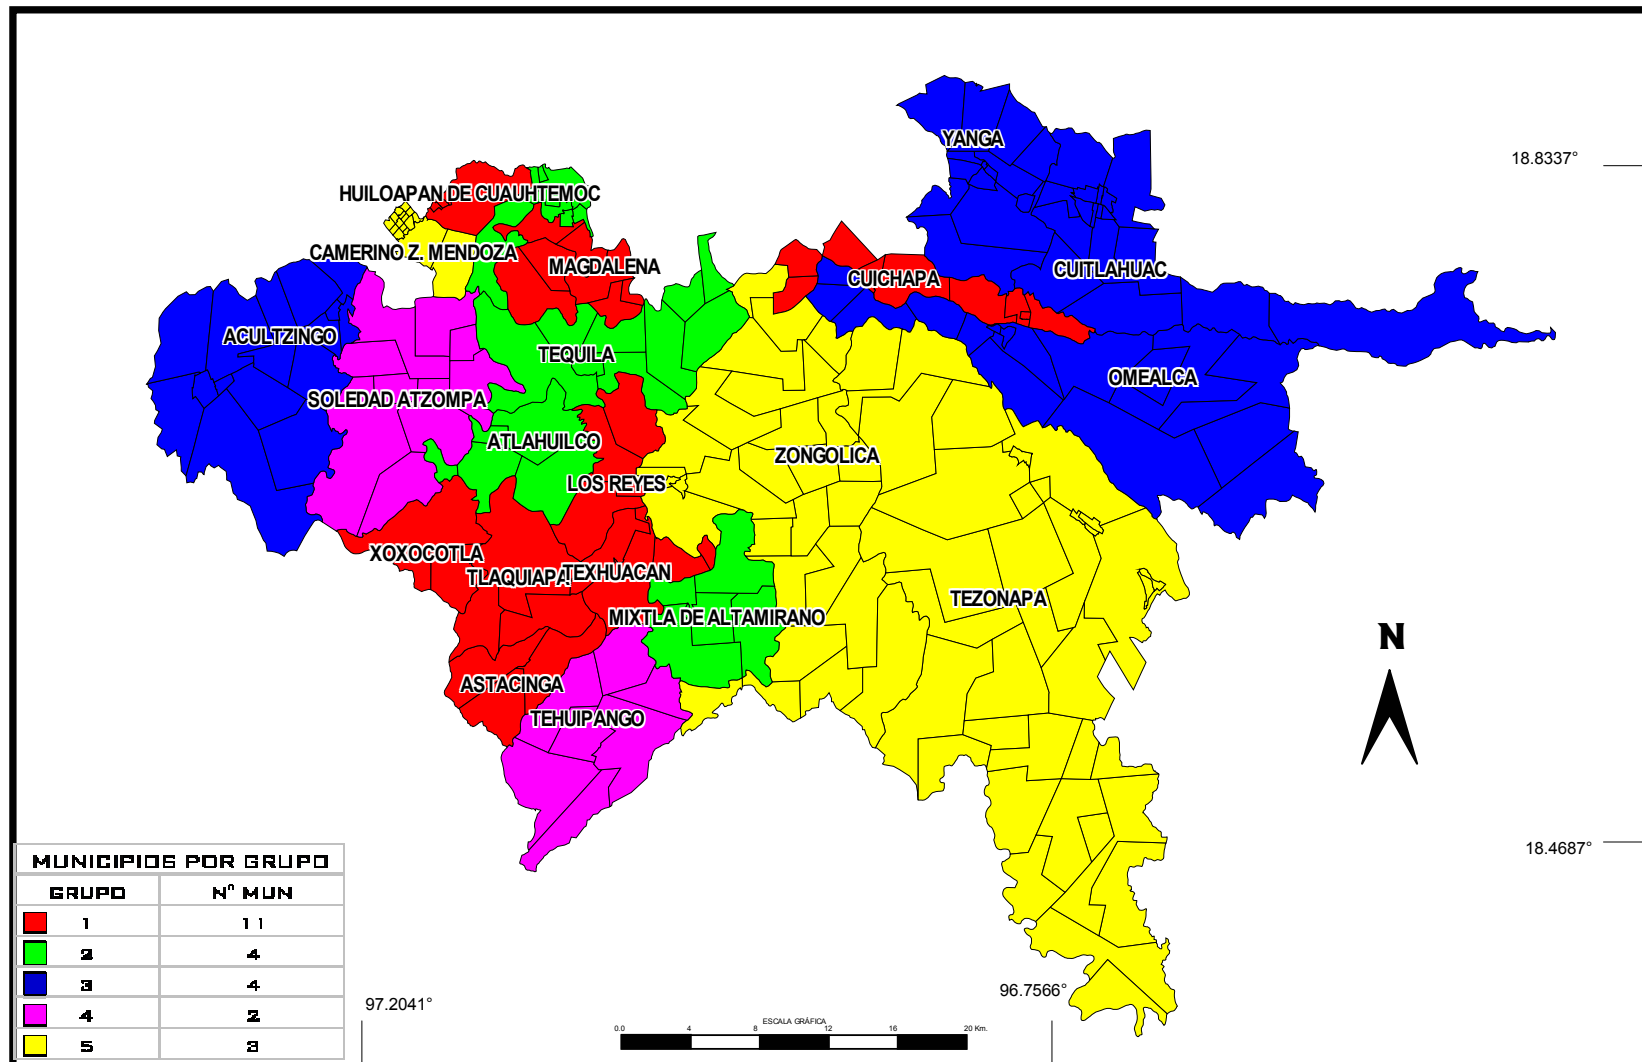 YANGA
18.8337°
HUILOAPAN DE CUAUHTEMOC
CAMERINO Z. MENDOZA
MAGDALENA
CUICHAPA
CUITLAHUAC
ACULTZINGO
TEQUILA
OMEALCA
SOLEDAD ATZOMPA
ATLAHUILCO
ZONGOLICA
LOS REYES
XOXOCOTLA
TLAQUIAPA
TEXHUACAN
TEZONAPA
MIXTLA DE ALTAMIRANO
N
ASTACINGA
TEHUIPANGO
18.4687°
MUNICIPIOS POR GRUPO
GRUPO N° MUN
1 11
2 4
3 4
4 2
5 3
97.2041°
96.7566°
ESCALA GRÁFICA
0.0 4 8 12 16 20 Km.